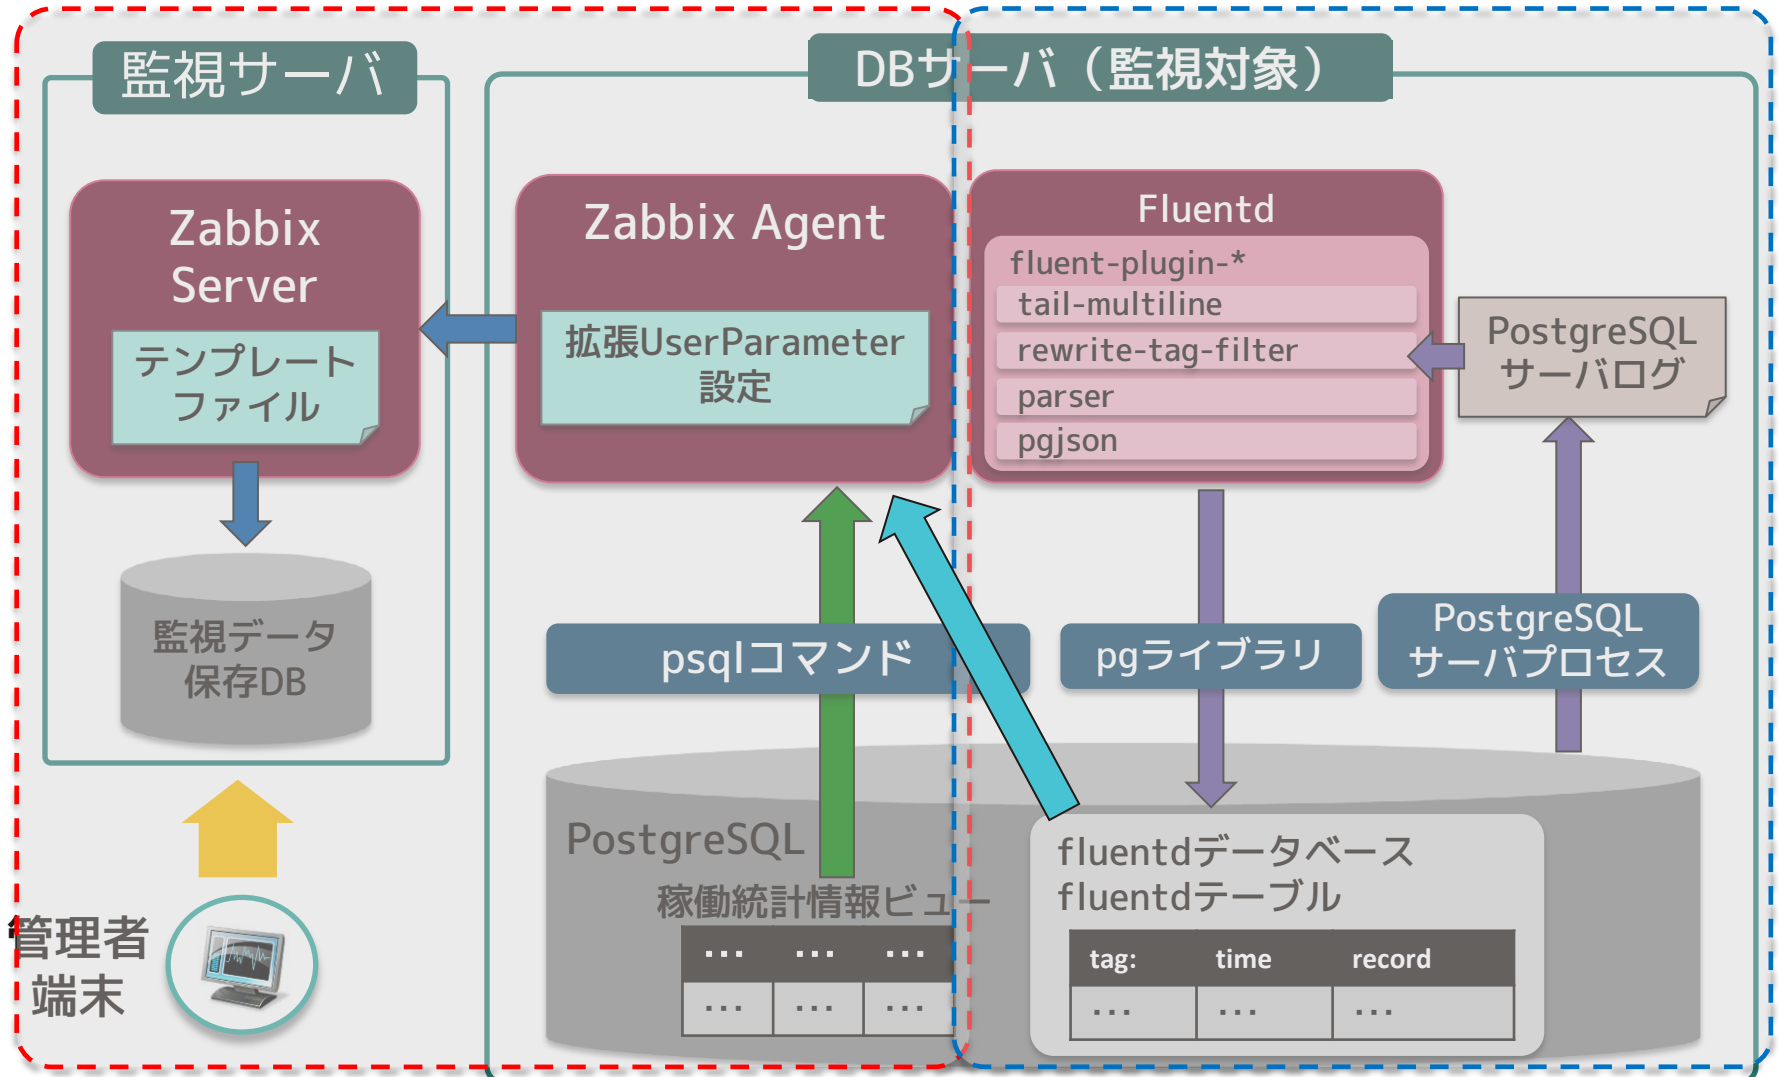 監視サーバ
DBサーバ（監視対象）
Zabbix
Server
テンプレート
ファイル
監視データ
保存DB
管理者
端末
Zabbix Agent
拡張UserParameter
設定
Fluentd
fluent-plugin-*
tail-multiline
rewrite-tag-filter
parser
pgjson
PostgreSQL
サーバログ
psqlコマンド
pgライブラリ
PostgreSQL
サーバプロセス
PostgreSQL
稼働統計情報ビュー
... ... ...
... ... ...
fluentdデータベース
fluentdテーブル
tag: time record
... ... ...